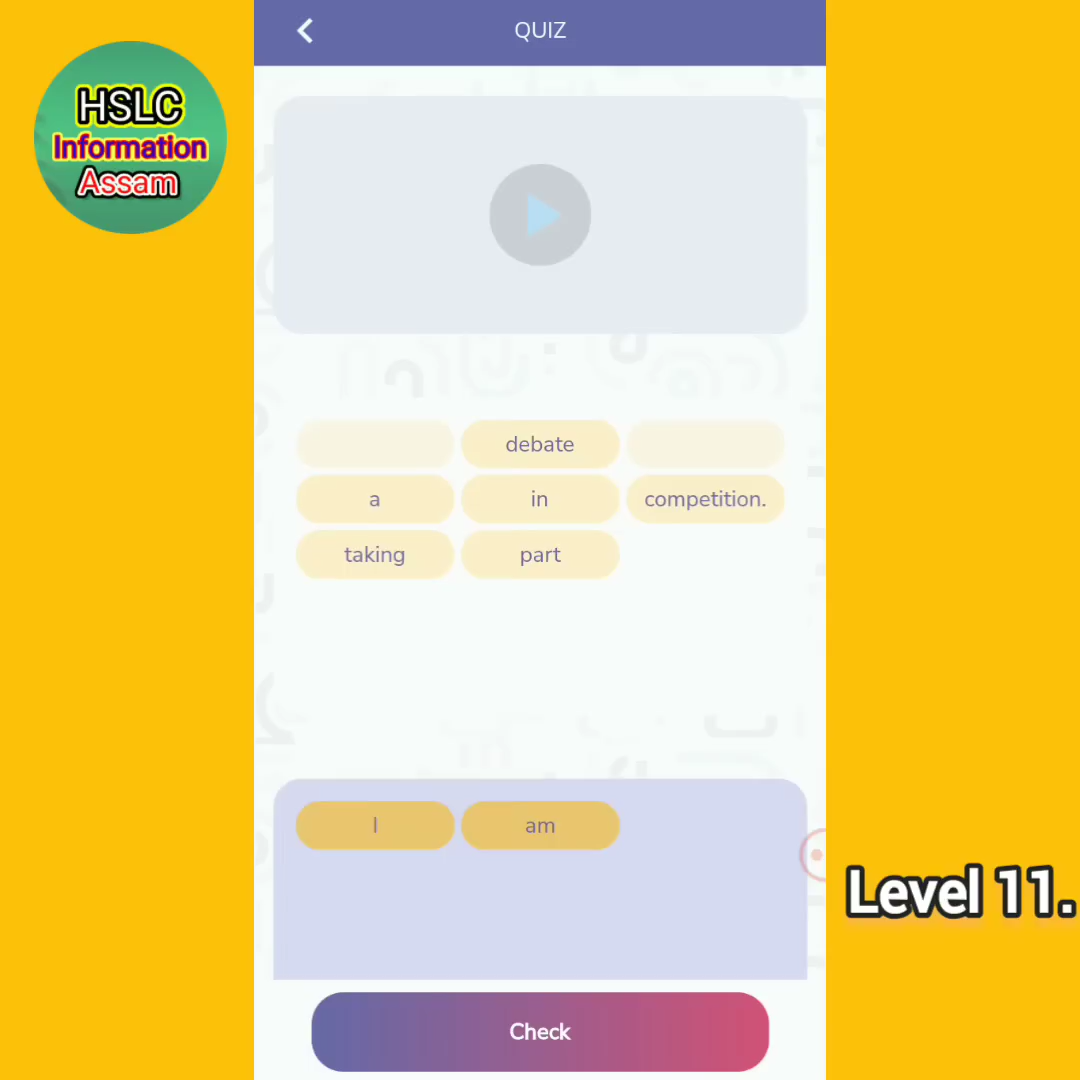 QUIZ
HSLC
Information
Assam
debate
a in competition.
taking part
I am
Level 11.
Check